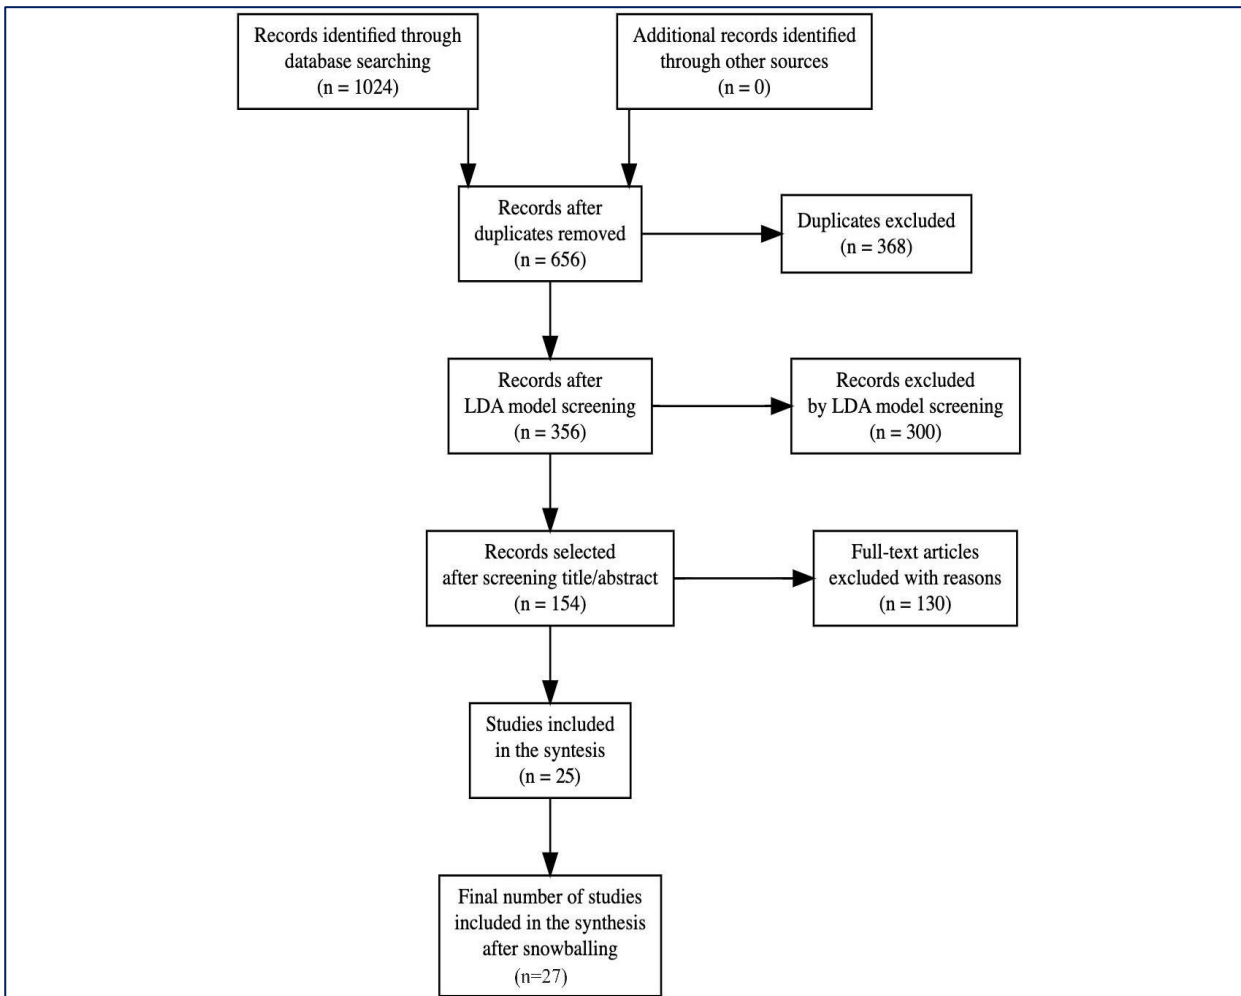 Records identified through
database searching
(n = 1024)
Additional records identified
through other sources
(n = 0)
Records after
duplicates removed
(n = 656)
Duplicates excluded
(n = 368)
Records after
LDA model screening
(n = 356)
Records excluded
by LDA model screening
(n = 300)
Records selected
after screening title/abstract
(n = 154)
Full-text articles
excluded with reasons
(n = 130)
Studies included
in the syntesis
(n = 25)
Final number of studies
included in the synthesis
after snowballing
(n=27)